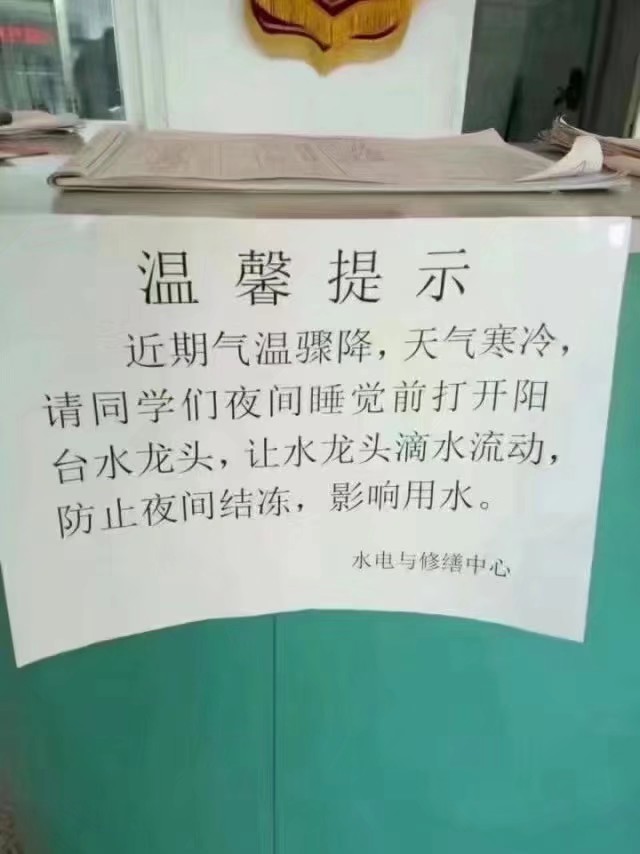 温馨提示
近期气温骤降，天气寒冷，
请同学们夜间睡觉前打开阳
台水龙头，让水龙头滴水流动，
防止夜间结冻，影响用水。
水电与修缮中心